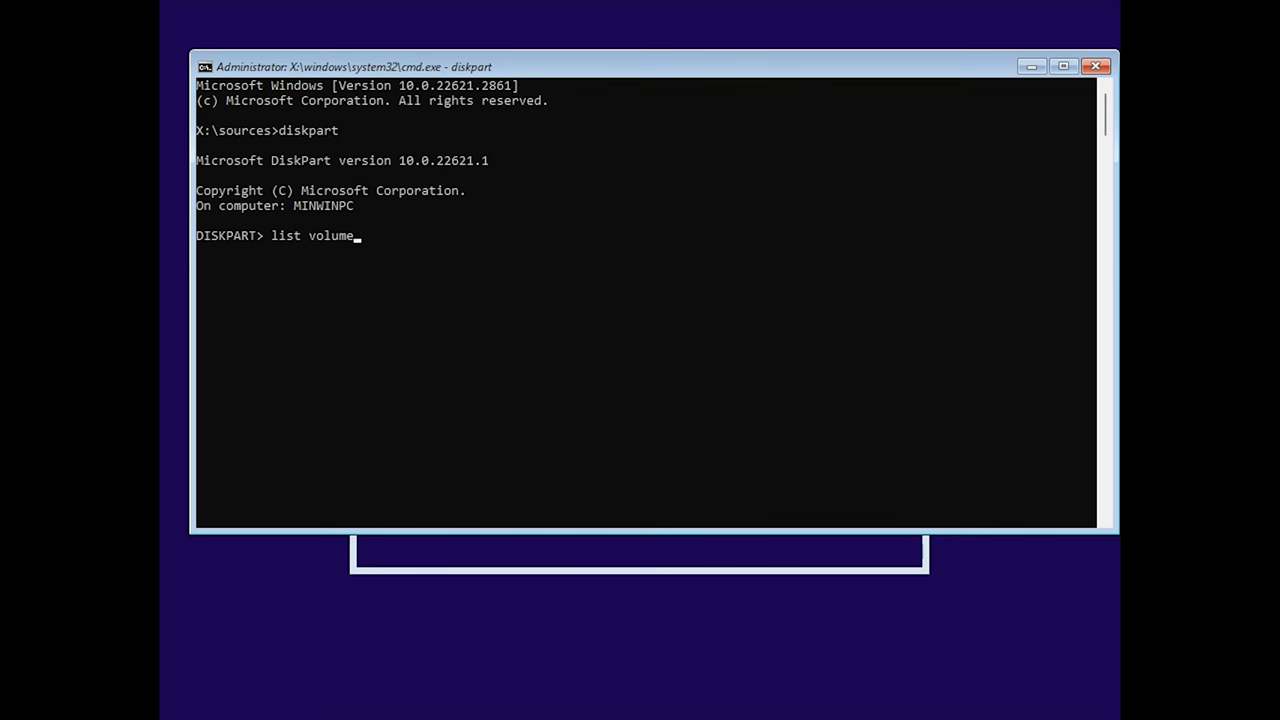 Administrator: X:\windows\system32\cmd.exe - diskpart
Microsoft Windows [Version 10.0.22621.2861]
(c) Microsoft Corporation. All rights reserved.
X:\sources>diskpart
Microsoft DiskPart version 10.0.22621.1
Copyright (C) Microsoft Corporation.
On computer: MINWINPC
DISKPART> list volume